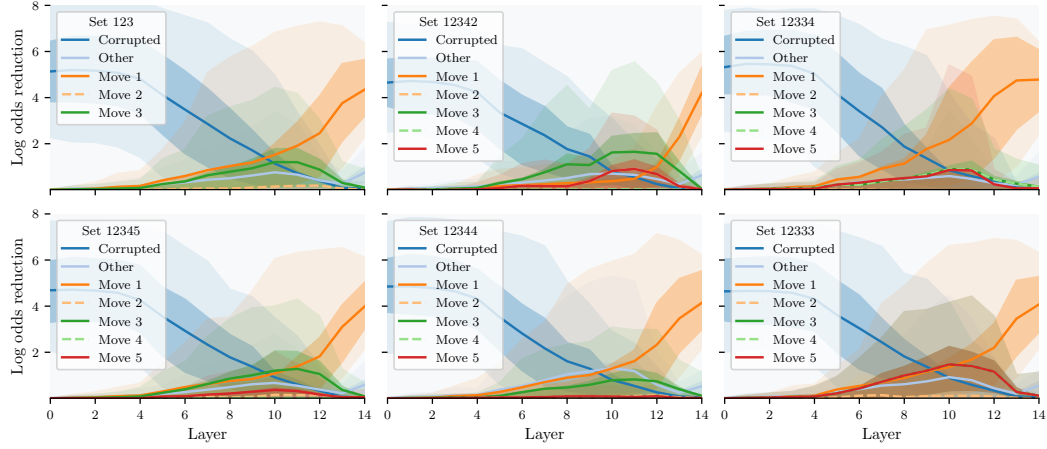 Set 123
Corrupted
Other
Move 1
Move 2
Move 3
Log odds reduction
8
6
4
2
Set 12342
Corrupted
Other
Move 1
Move 2
Move 3
Move 4
Move 5
Set 12334
Corrupted
Other
Move 1
Move 2
Move 3
Move 4
Move 5
Set 12345
Corrupted
Other
Move 1
Move 2
Move 3
Move 4
Move 5
Log odds reduction
8
6
4
2
0 2 4 6 8 10 12 14
Layer
Set 12344
Corrupted
Other
Move 1
Move 2
Move 3
Move 4
Move 5
0 2 4 6 8 10 12 14
Layer
Set 12333
Corrupted
Other
Move 1
Move 2
Move 3
Move 4
Move 5
0 2 4 6 8 10 12 14
Layer